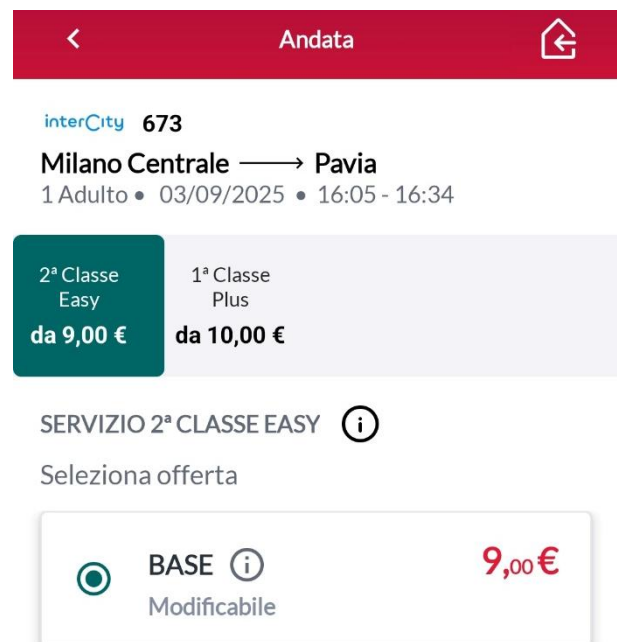 Andata
interCity 673
Milano Centrale → Pavia
1 Adulto • 03/09/2025 • 16:05 - 16:34
2ª Classe
Easy
da 9,00 €
1ª Classe
Plus
da 10,00 €
SERVIZIO 2ª CLASSE EASY
Seleziona offerta
BASE 9,00 €
Modificabile